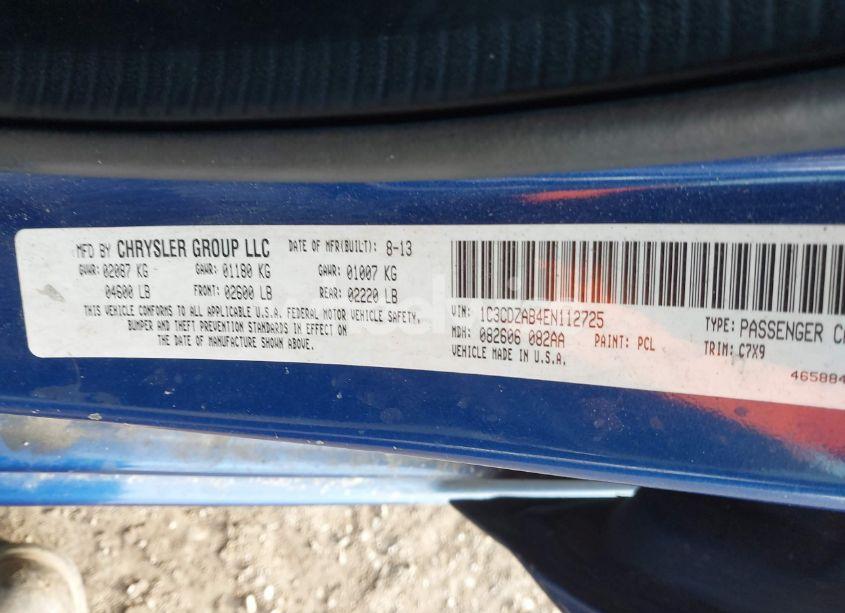 MFD BY CHRYSLER GROUP LLC DATE OF MFR(BUILT): 8-13
GVWR: 02087 KG GAWR: 01180 KG GAWR: 01007 KG
04600 LB FRONT: 02600 LB REAR: 02220 LB
THIS VEHICLE CONFORMS TO ALL APPLICABLE FEDERAL MOTOR VEHICLE SAFETY,
BUMPER AND THEFT PREVENTION STANDARDS IN EFFECT ON
THE DATE OF MANUFACTURE SHOWN ABOVE.
VIN: 1C3CDZAB4EN112725 TYPE: PASSENGER
MDH: 082606 082AA PAINT: PCL TRIM: C7X9
VEHICLE MADE IN U.S.A.